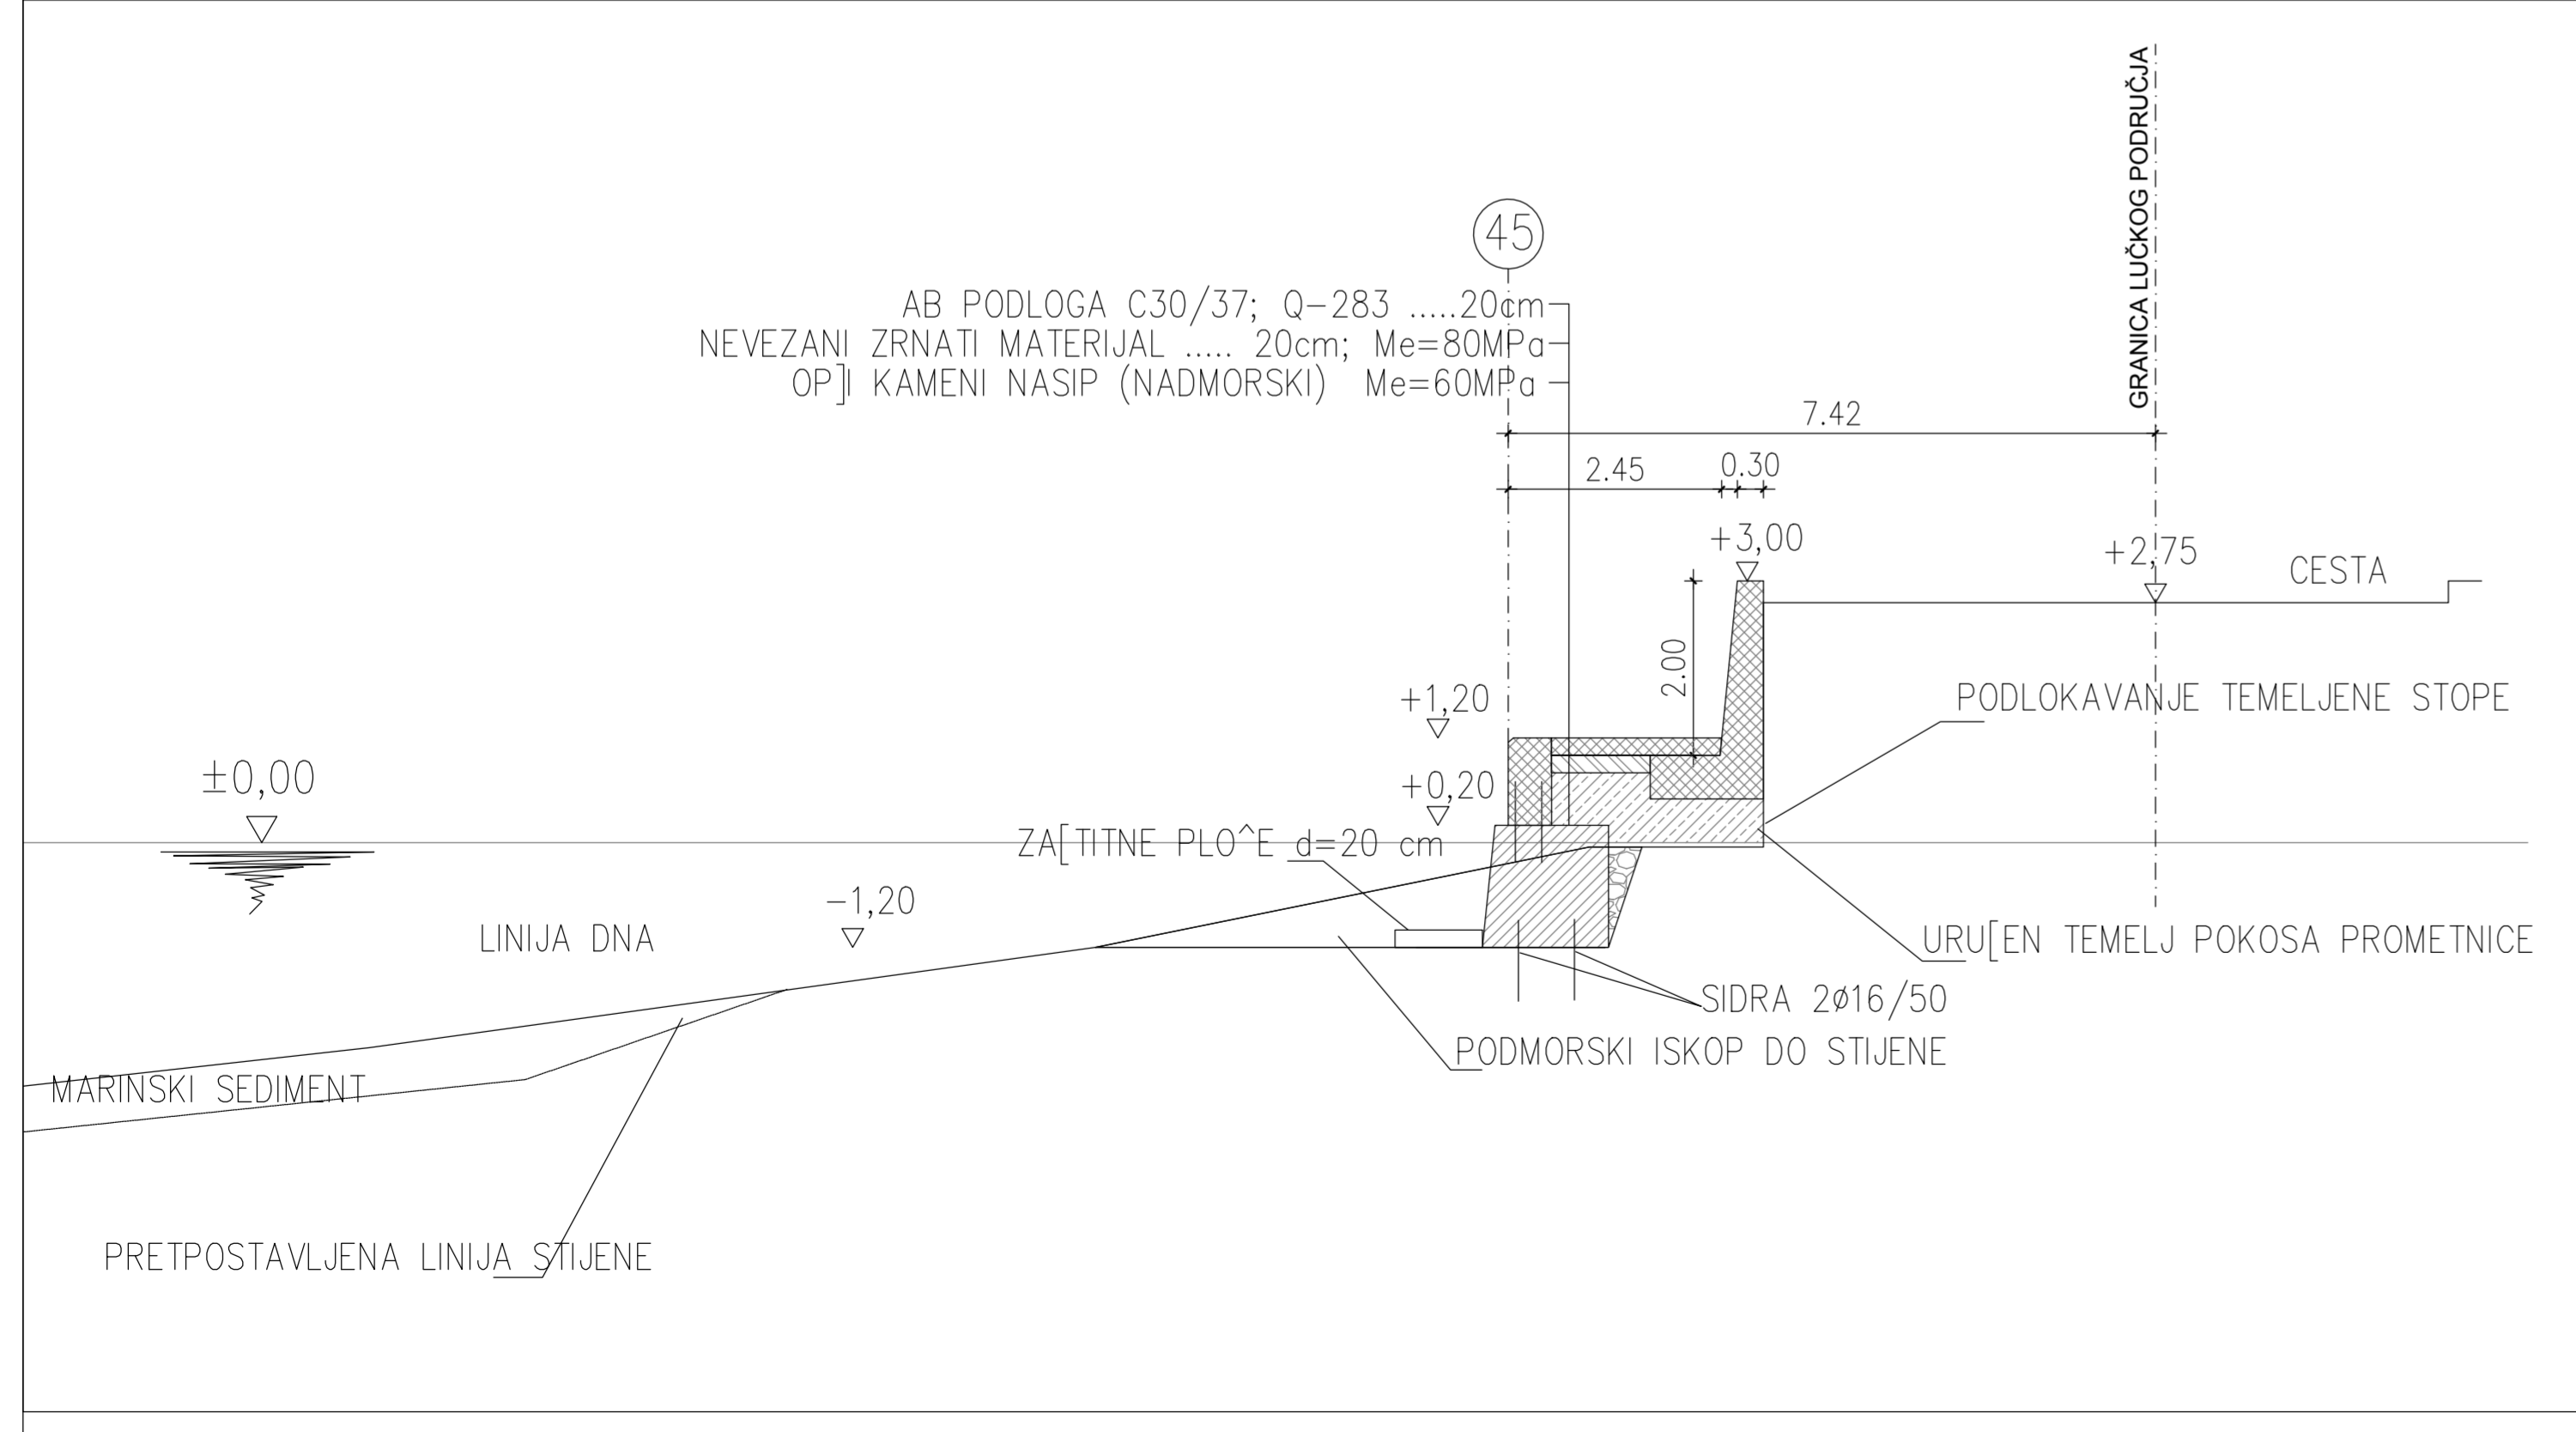 GRANICA LUČKOG PODRUČJA
45
AB PODLOGA C30/37; Q-283 .....20cm
NEVEZANI ZRNATI MATERIJAL ..... 20cm; Me=80MPa
OP]I KAMENI NASIP (NADMORSKI) Me=60MPa
7.42
2.45
0.30
+3,00
+2,75
CESTA
2.00
+1,20
PODLOKAVANJE TEMELJENE STOPE
±0,00
+0,20
ZA[TITNE PLO^E d=20 cm
-1,20
LINIJA DNA
URU[EN TEMELJ POKOSA PROMETNICE
SIDRA 2ø16/50
PODMORSKI ISKOP DO STIJENE
MARINSKI SEDIMENT
PRETPOSTAVLJENA LINIJA STIJENE